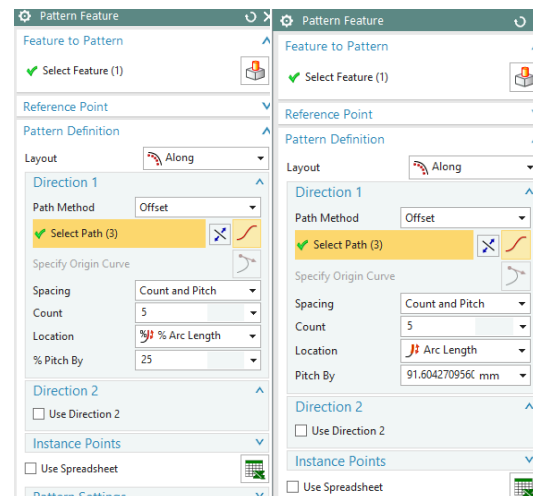 Pattern Feature
Feature to Pattern
Select Feature (1)
Reference Point
Pattern Definition
Layout Along
Direction 1
Path Method Offset
Select Path (3)
Specify Origin Curve
Spacing Count and Pitch
Count 5
Location % Arc Length
% Pitch By 25
Direction 2
Use Direction 2
Instance Points
Use Spreadsheet
Pattern Settings
Pattern Feature
Feature to Pattern
Select Feature (1)
Reference Point
Pattern Definition
Layout Along
Direction 1
Path Method Offset
Select Path (3)
Specify Origin Curve
Spacing Count and Pitch
Count 5
Location Arc Length
Pitch By 91.604270956 mm
Direction 2
Use Direction 2
Instance Points
Use Spreadsheet